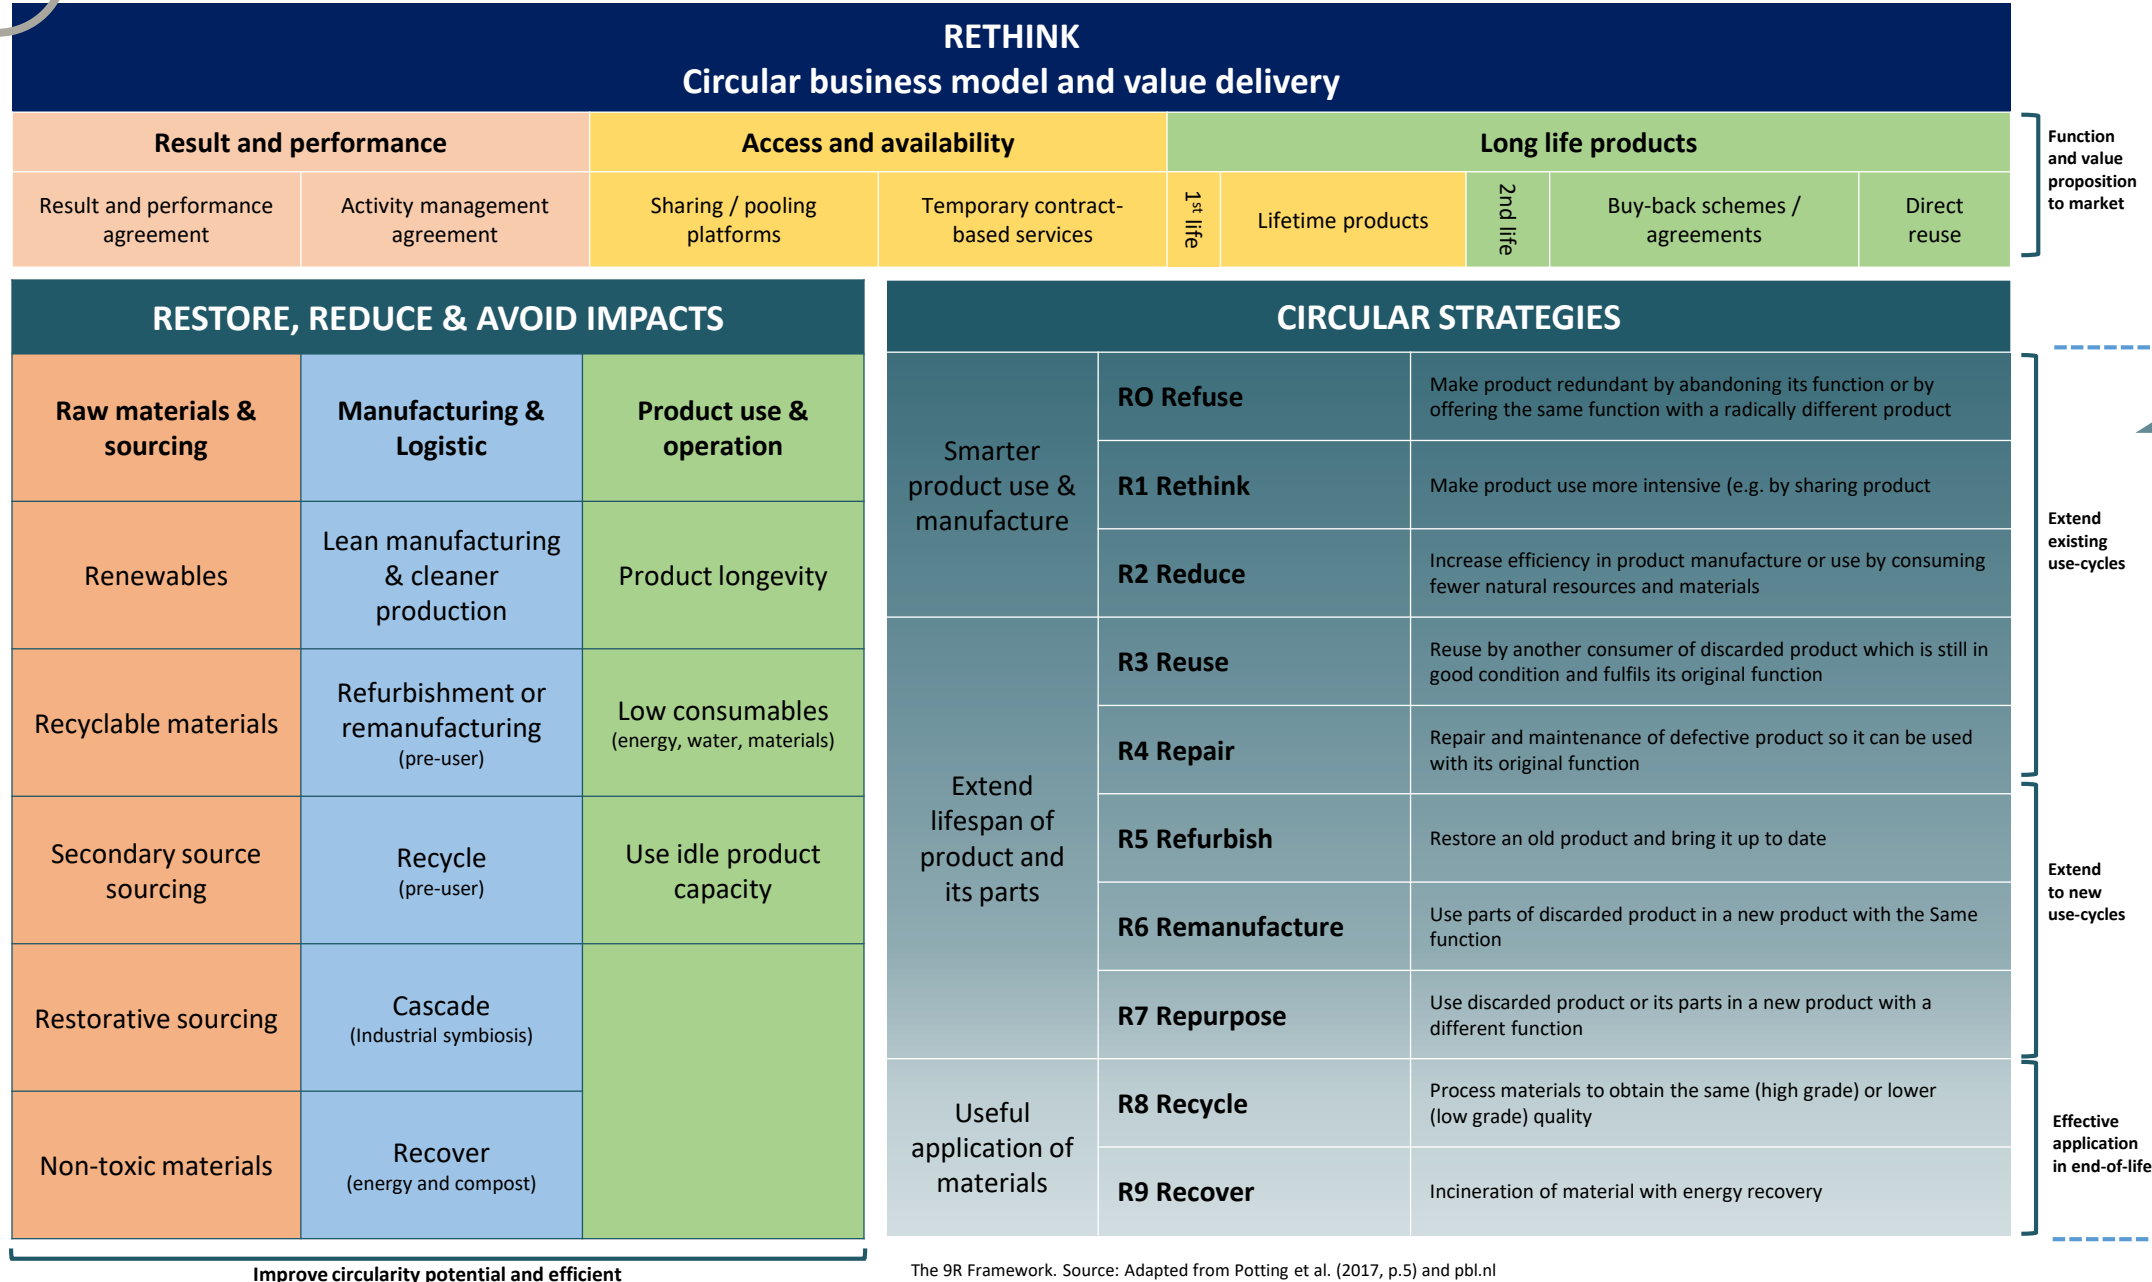 RETHINK
Circular business model and value delivery
Result and performance
Access and availability
Long life products
Function
and value
proposition
to market
Result and performance
agreement
Activity management
agreement
Sharing / pooling
platforms
Temporary contract-
based services
1st life
Lifetime products
2nd life
Buy-back schemes /
agreements
Direct
reuse
RESTORE, REDUCE & AVOID IMPACTS
Raw materials &
sourcing
Manufacturing &
Logistic
Product use &
operation
Renewables
Lean manufacturing
& cleaner
production
Product longevity
Recyclable materials
Refurbishment or
remanufacturing
(pre-user)
Low consumables
(energy, water, materials)
Secondary source
sourcing
Recycle
(pre-user)
Use idle product
capacity
Restorative sourcing
Cascade
(Industrial symbiosis)
Non-toxic materials
Recover
(energy and compost)
Improve circularity potential and efficient
CIRCULAR STRATEGIES
Smarter
product use &
manufacture
RO Refuse
Make product redundant by abandoning its function or by
offering the same function with a radically different product
R1 Rethink
Make product use more intensive (e.g. by sharing product
R2 Reduce
Increase efficiency in product manufacture or use by consuming
fewer natural resources and materials
Extend
lifespan of
product and
its parts
R3 Reuse
Reuse by another consumer of discarded product which is still in
good condition and fulfils its original function
R4 Repair
Repair and maintenance of defective product so it can be used
with its original function
R5 Refurbish
Restore an old product and bring it up to date
R6 Remanufacture
Use parts of discarded product in a new product with the Same
function
R7 Repurpose
Use discarded product or its parts in a new product with a
different function
Useful
application of
materials
R8 Recycle
Process materials to obtain the same (high grade) or lower
(low grade) quality
R9 Recover
Incineration of material with energy recovery
Extend
existing
use-cycles
Extend
to new
use-cycles
Effective
application
in end-of-life
The 9R Framework. Source: Adapted from Potting et al. (2017, p.5) and pbl.nl